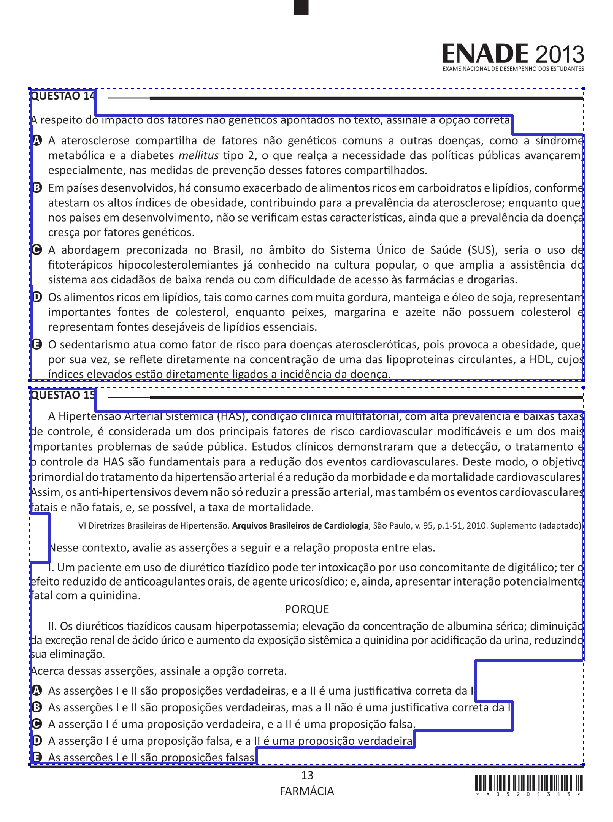 ENADE 2013
EXAME NACIONAL DE DESEMPENHO DOS ESTUDANTES
QUESTÃO 14
A respeito do impacto dos fatores não genéticos apontados no texto, assinale a opção correta.
A A aterosclerose compartilha de fatores não genéticos comuns a outras doenças, como a síndrome
metabólica e a diabetes mellitus tipo 2, o que realça a necessidade das políticas públicas avançarem,
especialmente, nas medidas de prevenção desses fatores compartilhados.
B Em países desenvolvidos, há consumo exacerbado de alimentos ricos em carboidratos e lipídios, conforme
atestam os altos índices de obesidade, contribuindo para a prevalência da aterosclerose; enquanto que,
nos países em desenvolvimento, não se verificam estas características, ainda que a prevalência da doença
cresça por fatores genéticos.
C A abordagem preconizada no Brasil, no âmbito do Sistema Único de Saúde (SUS), seria o uso de
fitoterápicos hipocolesterolemiantes já conhecido na cultura popular, o que amplia a assistência do
sistema aos cidadãos de baixa renda ou com dificuldade de acesso às farmácias e drogarias.
D Os alimentos ricos em lipídios, tais como carnes com muita gordura, manteiga e óleo de soja, representam
importantes fontes de colesterol, enquanto peixes, margarina e azeite não possuem colesterol e
representam fontes desejáveis de lipídios essenciais.
E O sedentarismo atua como fator de risco para doenças ateroscleróticas, pois provoca a obesidade, que,
por sua vez, se reflete diretamente na concentração de uma das lipoproteinas circulantes, a HDL, cujos
índices elevados estão diretamente ligados a incidência da doença.
QUESTÃO 15
A Hipertensão Arterial Sistêmica (HAS), condição clínica multifatorial, com alta prevalência e baixas taxas
de controle, é considerada um dos principais fatores de risco cardiovascular modificáveis e um dos mais
importantes problemas de saúde pública. Estudos clínicos demonstraram que a detecção, o tratamento e
o controle da HAS são fundamentais para a redução dos eventos cardiovasculares. Deste modo, o objetivo
primordial do tratamento da hipertensão arterial é a redução da morbidade e da mortalidade cardiovasculares.
Assim, os anti-hipertensivos devem não só reduzir a pressão arterial, mas também os eventos cardiovasculares
fatais e não fatais, e, se possível, a taxa de mortalidade.
VI Diretrizes Brasileiras de Hipertensão. Arquivos Brasileiros de Cardiologia, São Paulo, v. 95, p.1-51, 2010. Suplemento (adaptado).
Nesse contexto, avalie as asserções a seguir e a relação proposta entre elas.
I. Um paciente em uso de diurético tiazídico pode ter intoxicação por uso concomitante de digitálico; ter o
efeito reduzido de anticoagulantes orais, de agente uricosídico; e, ainda, apresentar interação potencialmente
fatal com a quinidina.
PORQUE
II. Os diuréticos tiazídicos causam hiperpotassemia; elevação da concentração de albumina sérica; diminuição
da excreção renal de ácido úrico e aumento da exposição sistêmica a quinidina por acidificação da urina, reduzindo
sua eliminação.
Acerca dessas asserções, assinale a opção correta.
A As asserções I e II são proposições verdadeiras, e a II é uma justificativa correta da I.
B As asserções I e II são proposições verdadeiras, mas a II não é uma justificativa correta da I.
C A asserção I é uma proposição verdadeira, e a II é uma proposição falsa.
D A asserção I é uma proposição falsa, e a II é uma proposição verdadeira.
E As asserções I e II são proposições falsas.
13
FARMÁCIA